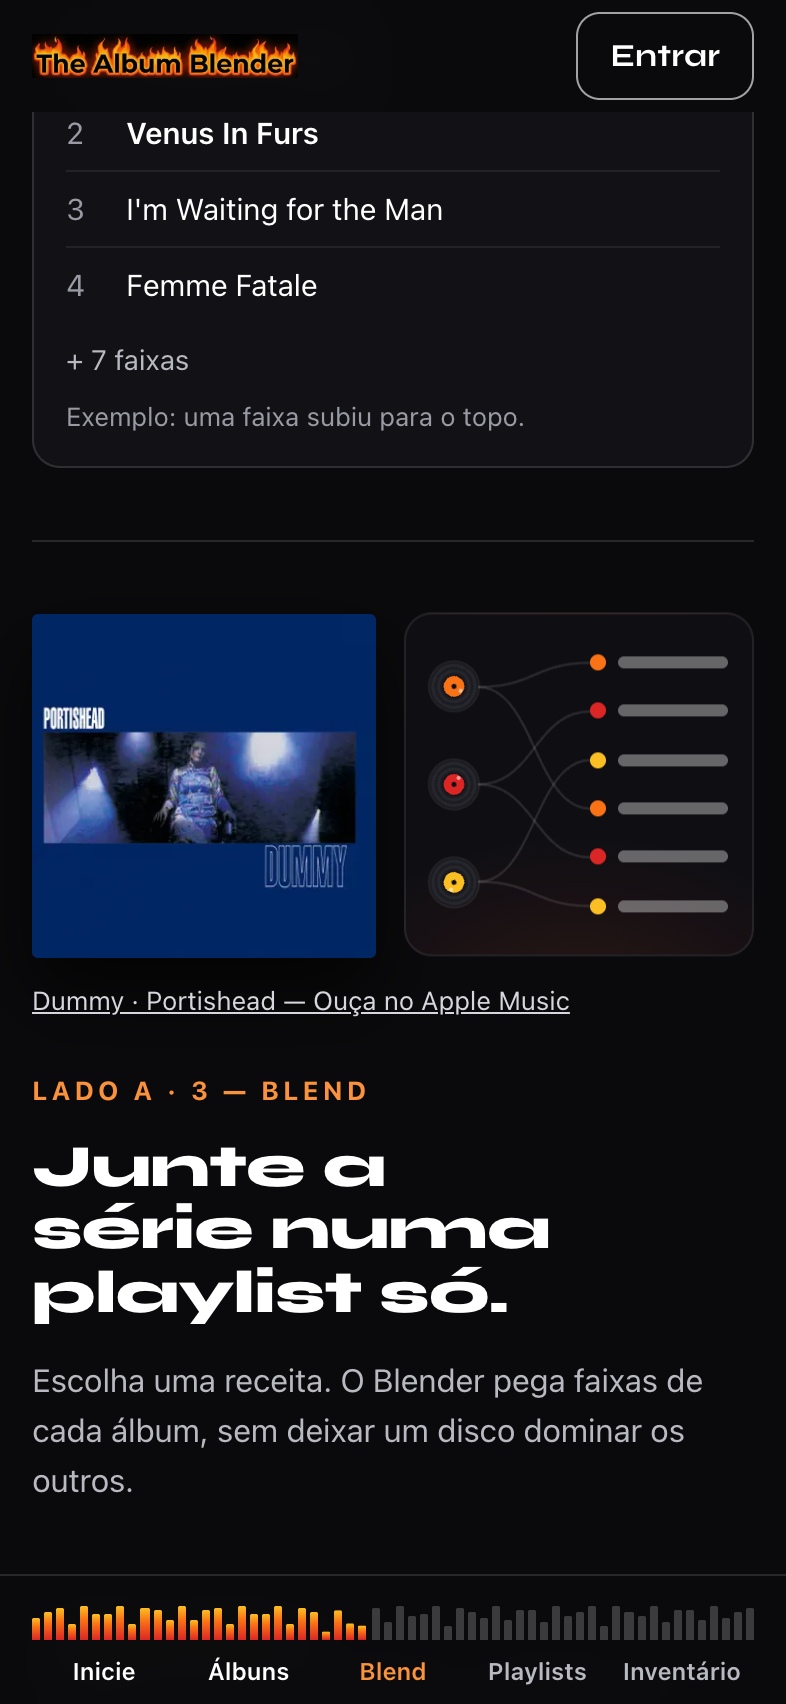 The Album Blender
Entrar
2 Venus In Furs
3 I'm Waiting for the Man
4 Femme Fatale
+ 7 faixas
Exemplo: uma faixa subiu para o topo.
PORTISHEAD
DUMMY
Dummy · Portishead — Ouça no Apple Music
LADO A · 3 — BLEND
Junte a
série numa
playlist só.
Escolha uma receita. O Blender pega faixas de
cada álbum, sem deixar um disco dominar os
outros.
Inicie Álbuns Blend Playlists Inventário